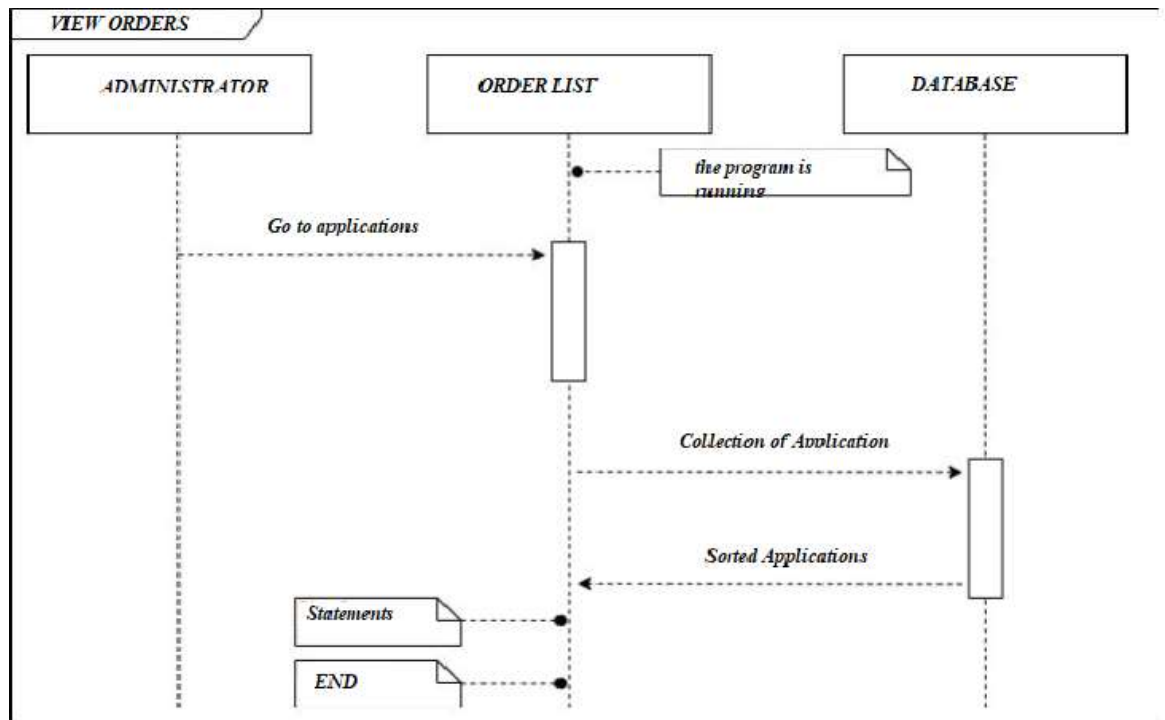 VIEW ORDERS
ADMINISTRATOR
ORDER LIST
DATABASE
the program is
running
Go to applications
Collection of Application
Sorted Applications
Statements
END